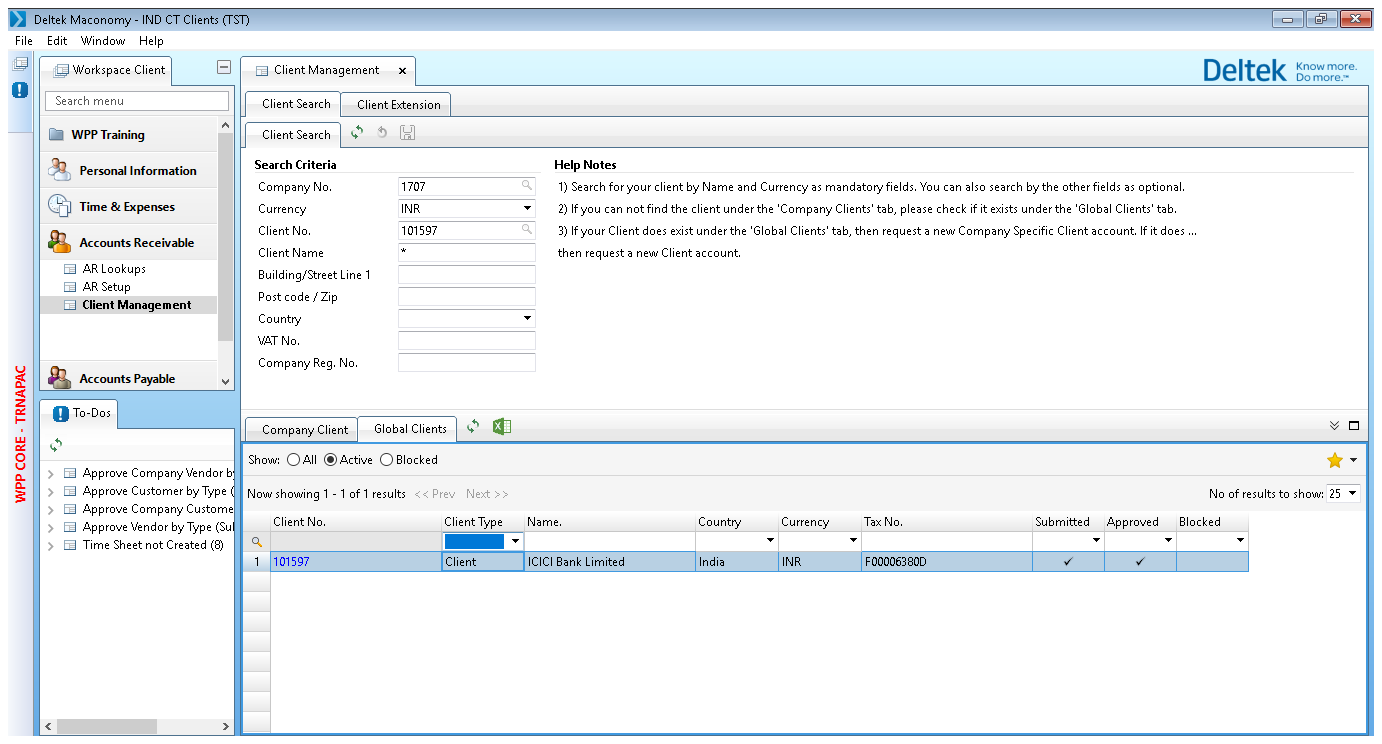 Deltek Maconomy - IND CT Clients (TST)
File Edit Window Help
Workspace Client
Search menu
WPP Training
Personal Information
Time & Expenses
Accounts Receivable
AR Lookups
AR Setup
Client Management
Accounts Payable
WPP CORE - TRNAPAC
To-Dos
Approve Company Vendor by
Approve Customer by Type (
Approve Company Custome
Approve Vendor by Type (Sul
Time Sheet not Created (8)
Client Management
Deltek Know more. Do more.™
Client Search Client Extension
Client Search
Search Criteria
Company No. 1707
Currency INR
Client No. 101597
Client Name *
Building/Street Line 1
Post code / Zip
Country
VAT No.
Company Reg. No.
Help Notes
1) Search for your client by Name and Currency as mandatory fields. You can also search by the other fields as optional.
2) If you can not find the client under the 'Company Clients' tab, please check if it exists under the 'Global Clients' tab.
3) If your Client does exist under the 'Global Clients' tab, then request a new Company Specific Client account. If it does ...
then request a new Client account.
Company Client Global Clients
Show: All Active Blocked
Now showing 1 - 1 of 1 results << Prev Next >> No of results to show: 25
Client No. Client Type Name. Country Currency Tax No. Submitted Approved Blocked
1 101597 Client ICICI Bank Limited India INR F00006380D ✓ ✓